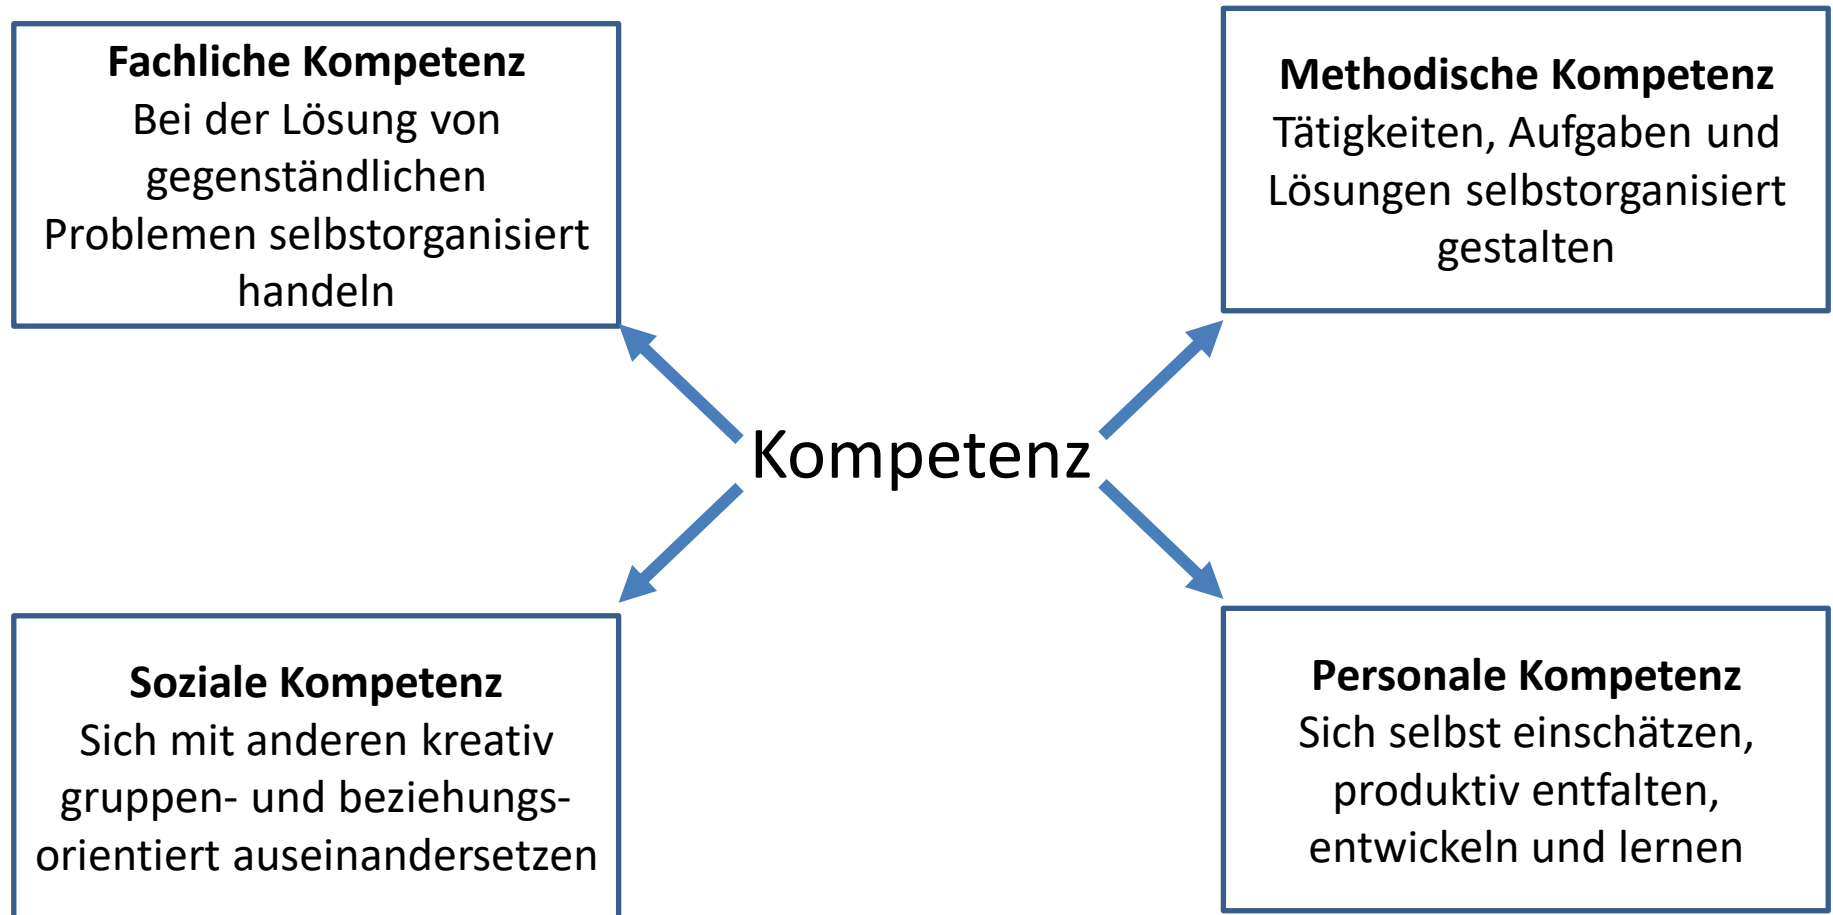 Fachliche Kompetenz
Bei der Lösung von
gegenständlichen
Problemen selbstorganisiert
handeln
Methodische Kompetenz
Tätigkeiten, Aufgaben und
Lösungen selbstorganisiert
gestalten
Kompetenz
Soziale Kompetenz
Sich mit anderen kreativ
gruppen- und beziehungs-
orientiert auseinandersetzen
Personale Kompetenz
Sich selbst einschätzen,
produktiv entfalten,
entwickeln und lernen